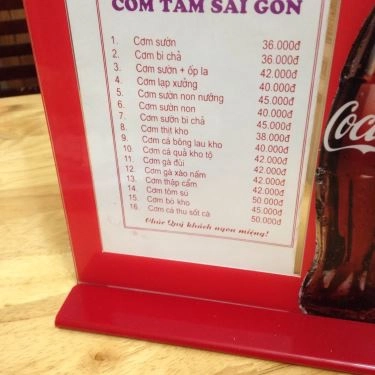 CƠM TẤM SÀI GÒN
1. Cơm sườn 36.000đ
2. Cơm bì chả 36.000đ
3. Cơm sườn + ốp la 42.000đ
4. Cơm lạp xưởng 40.000đ
5. Cơm sườn non nướng 45.000đ
6. Cơm sườn non 40.000đ
7. Cơm sườn bì chả 45.000đ
8. Cơm thịt kho 38.000đ
9. Cơm cá bông lau kho 40.000đ
10. Cơm cá quả kho tộ 42.000đ
11. Cơm gà đùi 42.000đ
12. Cơm gà xào nấm 42.000đ
13. Cơm thập cẩm 42.000đ
14. Cơm tôm sú 50.000đ
15. Cơm bò kho 45.000đ
16. Cơm cá thu sốt cà 50.000đ
Chúc Quý khách ngon miệng!
Coca